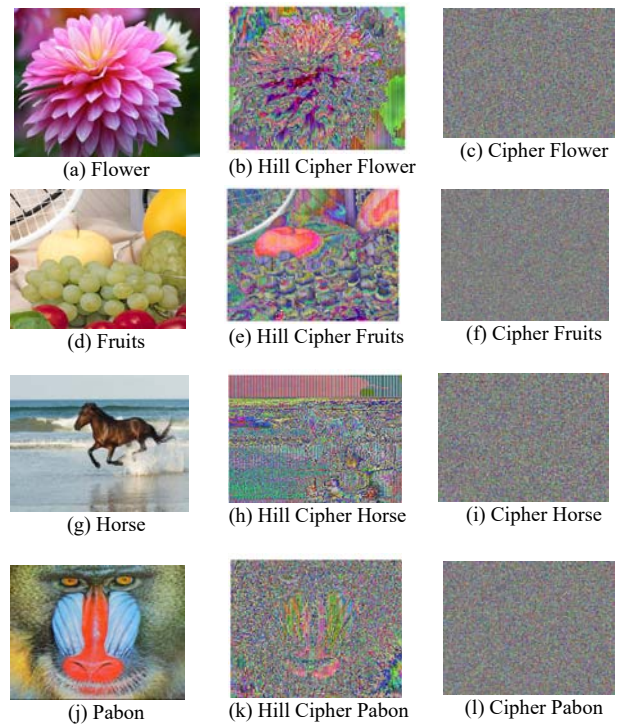 (a) Flower
(b) Hill Cipher Flower
(c) Cipher Flower
(d) Fruits
(e) Hill Cipher Fruits
(f) Cipher Fruits
(g) Horse
(h) Hill Cipher Horse
(i) Cipher Horse
(j) Pabon
(k) Hill Cipher Pabon
(l) Cipher Pabon